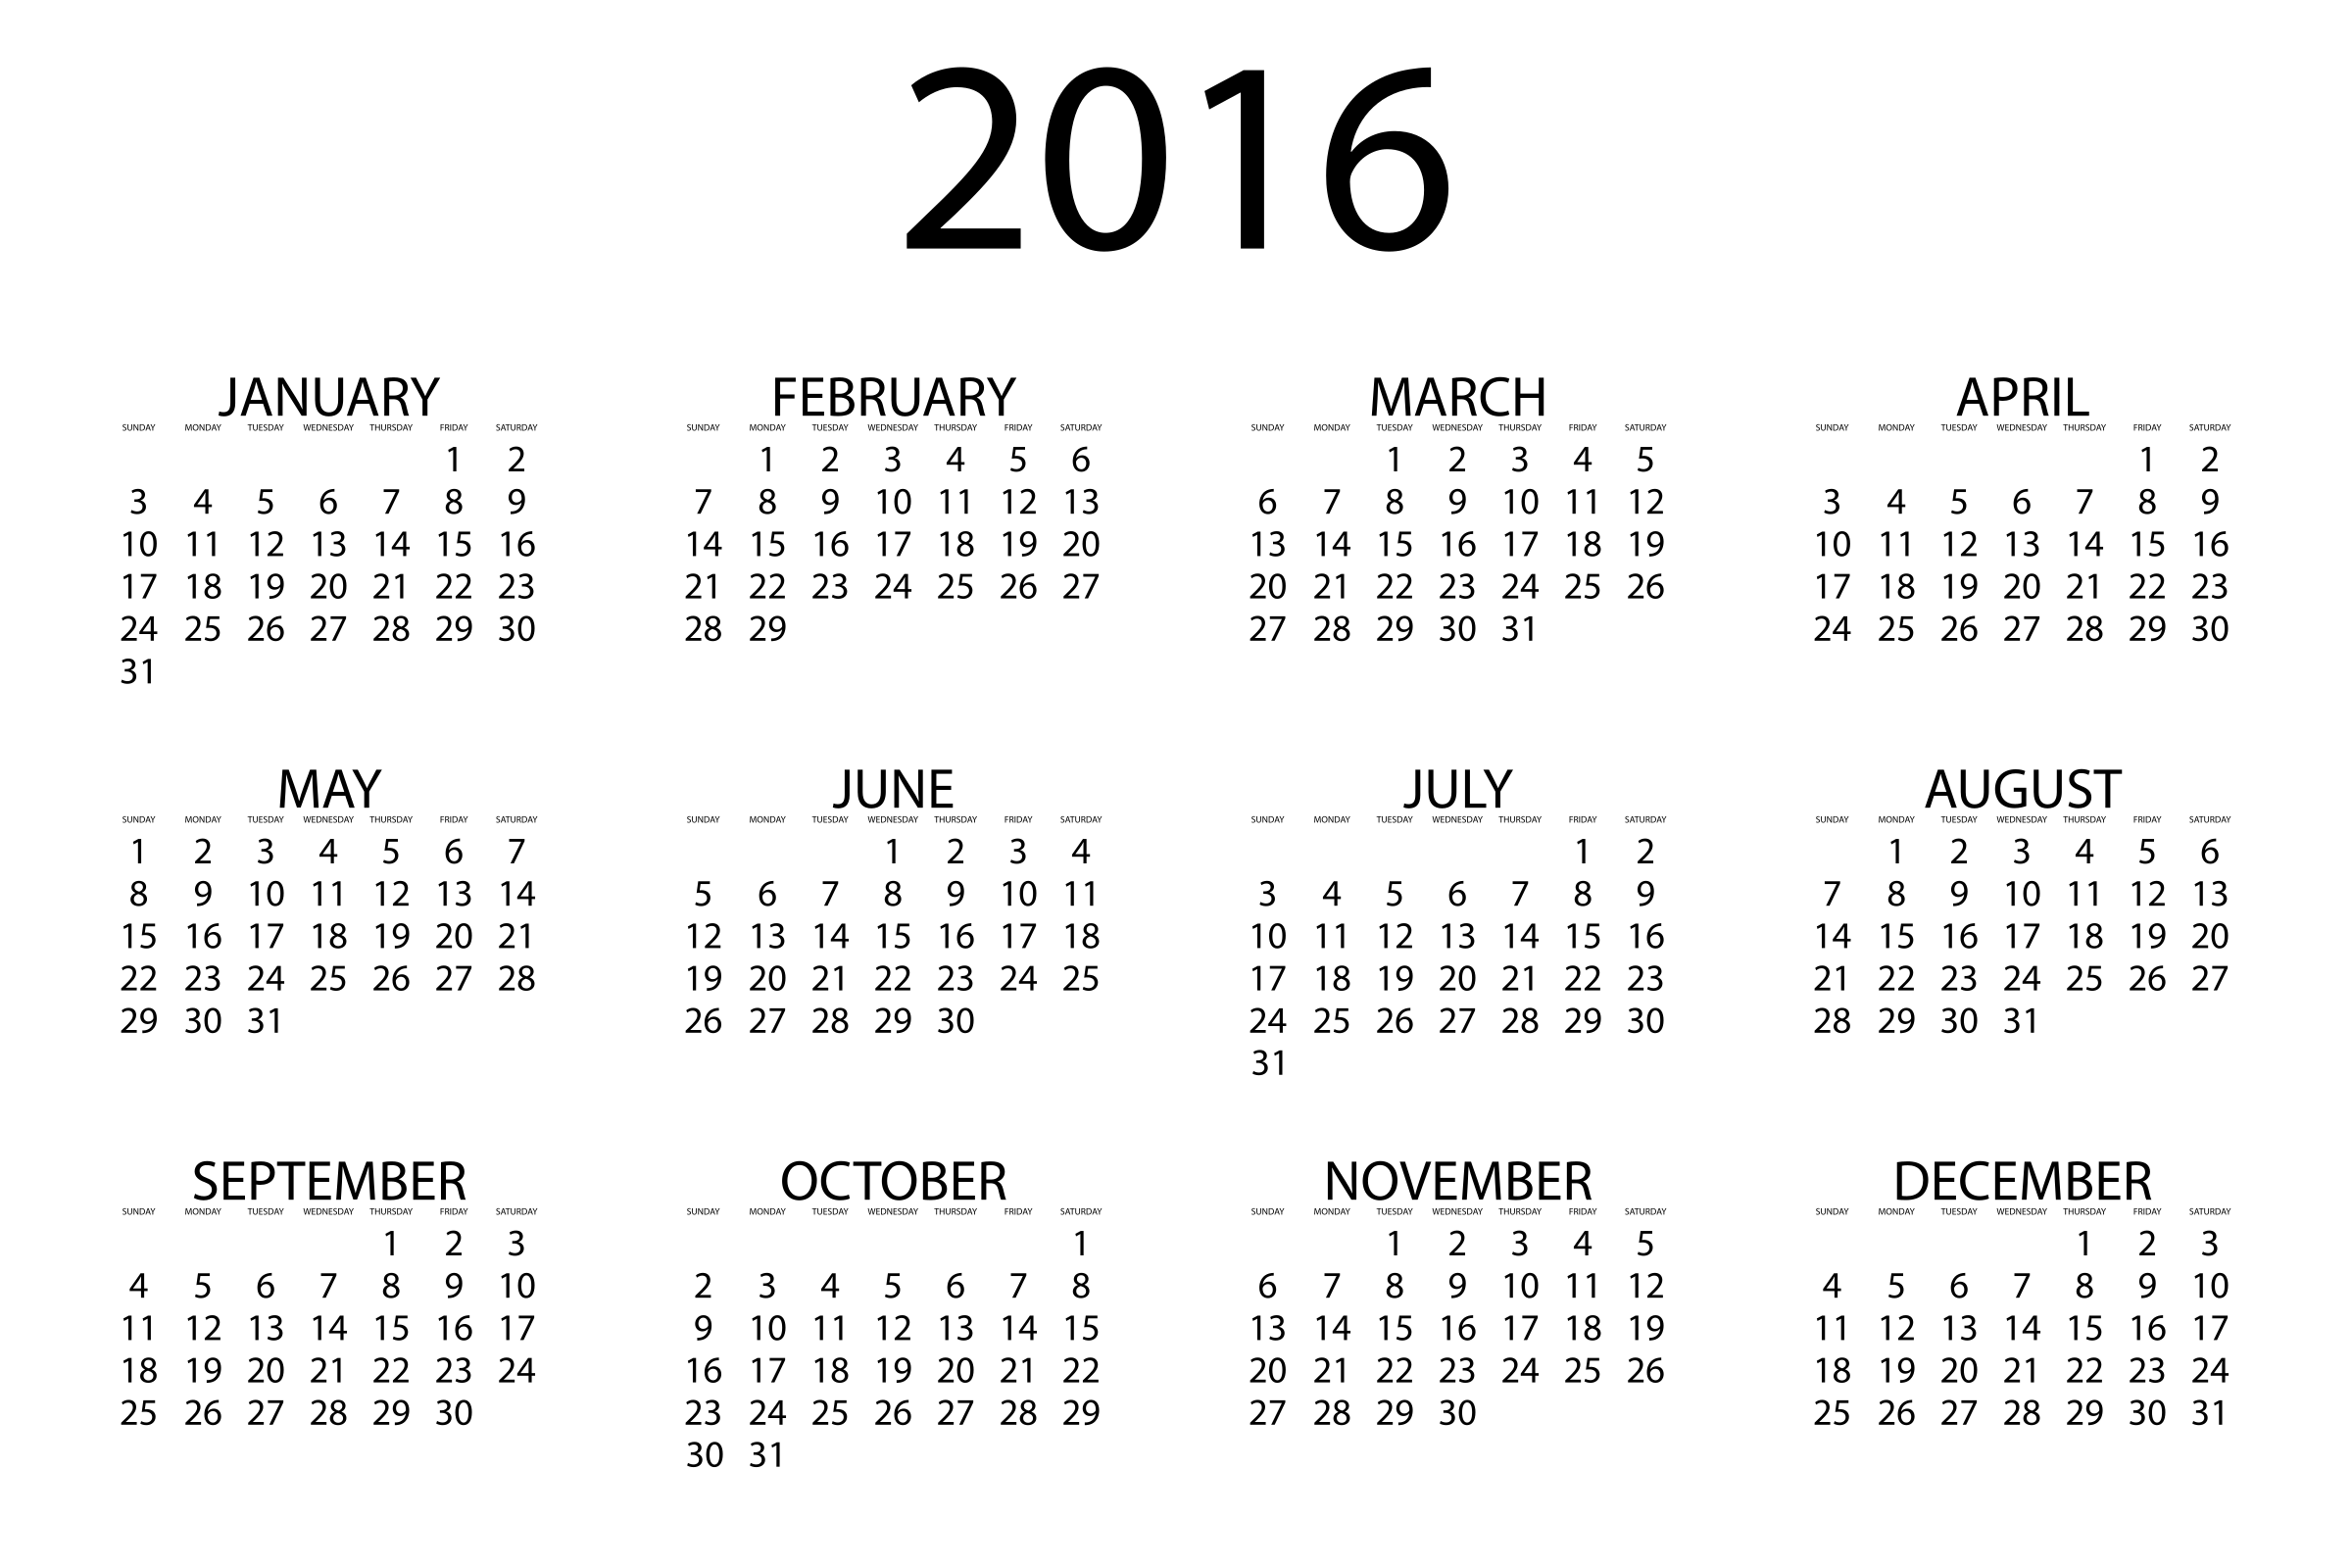 2016
JANUARY
SUNDAY MONDAY TUESDAY WEDNESDAY THURSDAY FRIDAY SATURDAY
1 2
3 4 5 6 7 8 9
10 11 12 13 14 15 16
17 18 19 20 21 22 23
24 25 26 27 28 29 30
31
FEBRUARY
SUNDAY MONDAY TUESDAY WEDNESDAY THURSDAY FRIDAY SATURDAY
1 2 3 4 5 6
7 8 9 10 11 12 13
14 15 16 17 18 19 20
21 22 23 24 25 26 27
28 29
MARCH
SUNDAY MONDAY TUESDAY WEDNESDAY THURSDAY FRIDAY SATURDAY
1 2 3 4 5
6 7 8 9 10 11 12
13 14 15 16 17 18 19
20 21 22 23 24 25 26
27 28 29 30 31
APRIL
SUNDAY MONDAY TUESDAY WEDNESDAY THURSDAY FRIDAY SATURDAY
1 2
3 4 5 6 7 8 9
10 11 12 13 14 15 16
17 18 19 20 21 22 23
24 25 26 27 28 29 30
MAY
SUNDAY MONDAY TUESDAY WEDNESDAY THURSDAY FRIDAY SATURDAY
1 2 3 4 5 6 7
8 9 10 11 12 13 14
15 16 17 18 19 20 21
22 23 24 25 26 27 28
29 30 31
JUNE
SUNDAY MONDAY TUESDAY WEDNESDAY THURSDAY FRIDAY SATURDAY
1 2 3 4
5 6 7 8 9 10 11
12 13 14 15 16 17 18
19 20 21 22 23 24 25
26 27 28 29 30
JULY
SUNDAY MONDAY TUESDAY WEDNESDAY THURSDAY FRIDAY SATURDAY
1 2
3 4 5 6 7 8 9
10 11 12 13 14 15 16
17 18 19 20 21 22 23
24 25 26 27 28 29 30
31
AUGUST
SUNDAY MONDAY TUESDAY WEDNESDAY THURSDAY FRIDAY SATURDAY
1 2 3 4 5 6
7 8 9 10 11 12 13
14 15 16 17 18 19 20
21 22 23 24 25 26 27
28 29 30 31
SEPTEMBER
SUNDAY MONDAY TUESDAY WEDNESDAY THURSDAY FRIDAY SATURDAY
1 2 3
4 5 6 7 8 9 10
11 12 13 14 15 16 17
18 19 20 21 22 23 24
25 26 27 28 29 30
OCTOBER
SUNDAY MONDAY TUESDAY WEDNESDAY THURSDAY FRIDAY SATURDAY
1
2 3 4 5 6 7 8
9 10 11 12 13 14 15
16 17 18 19 20 21 22
23 24 25 26 27 28 29
30 31
NOVEMBER
SUNDAY MONDAY TUESDAY WEDNESDAY THURSDAY FRIDAY SATURDAY
1 2 3 4 5
6 7 8 9 10 11 12
13 14 15 16 17 18 19
20 21 22 23 24 25 26
27 28 29 30
DECEMBER
SUNDAY MONDAY TUESDAY WEDNESDAY THURSDAY FRIDAY SATURDAY
1 2 3
4 5 6 7 8 9 10
11 12 13 14 15 16 17
18 19 20 21 22 23 24
25 26 27 28 29 30 31